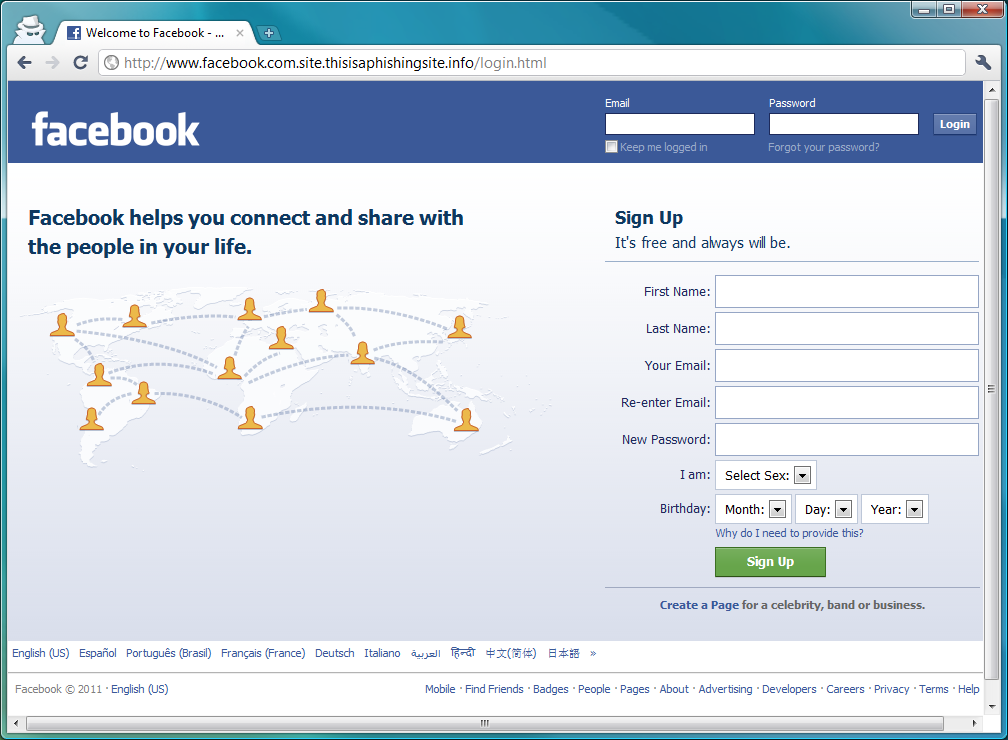 Welcome to Facebook - ...
http://www.facebook.com.site.thisisaphishingsite.info/login.html
facebook
Email
Password
Login
Keep me logged in
Forgot your password?
Facebook helps you connect and share with
the people in your life.
Sign Up
It's free and always will be.
First Name:
Last Name:
Your Email:
Re-enter Email:
New Password:
I am: Select Sex:
Birthday: Month: Day: Year:
Why do I need to provide this?
Sign Up
Create a Page for a celebrity, band or business.
English (US) Español Português (Brasil) Français (France) Deutsch Italiano العربية हिन्दी 中文(简体) 日本語 »
Facebook © 2011 · English (US)
Mobile · Find Friends · Badges · People · Pages · About · Advertising · Developers · Careers · Privacy · Terms · Help